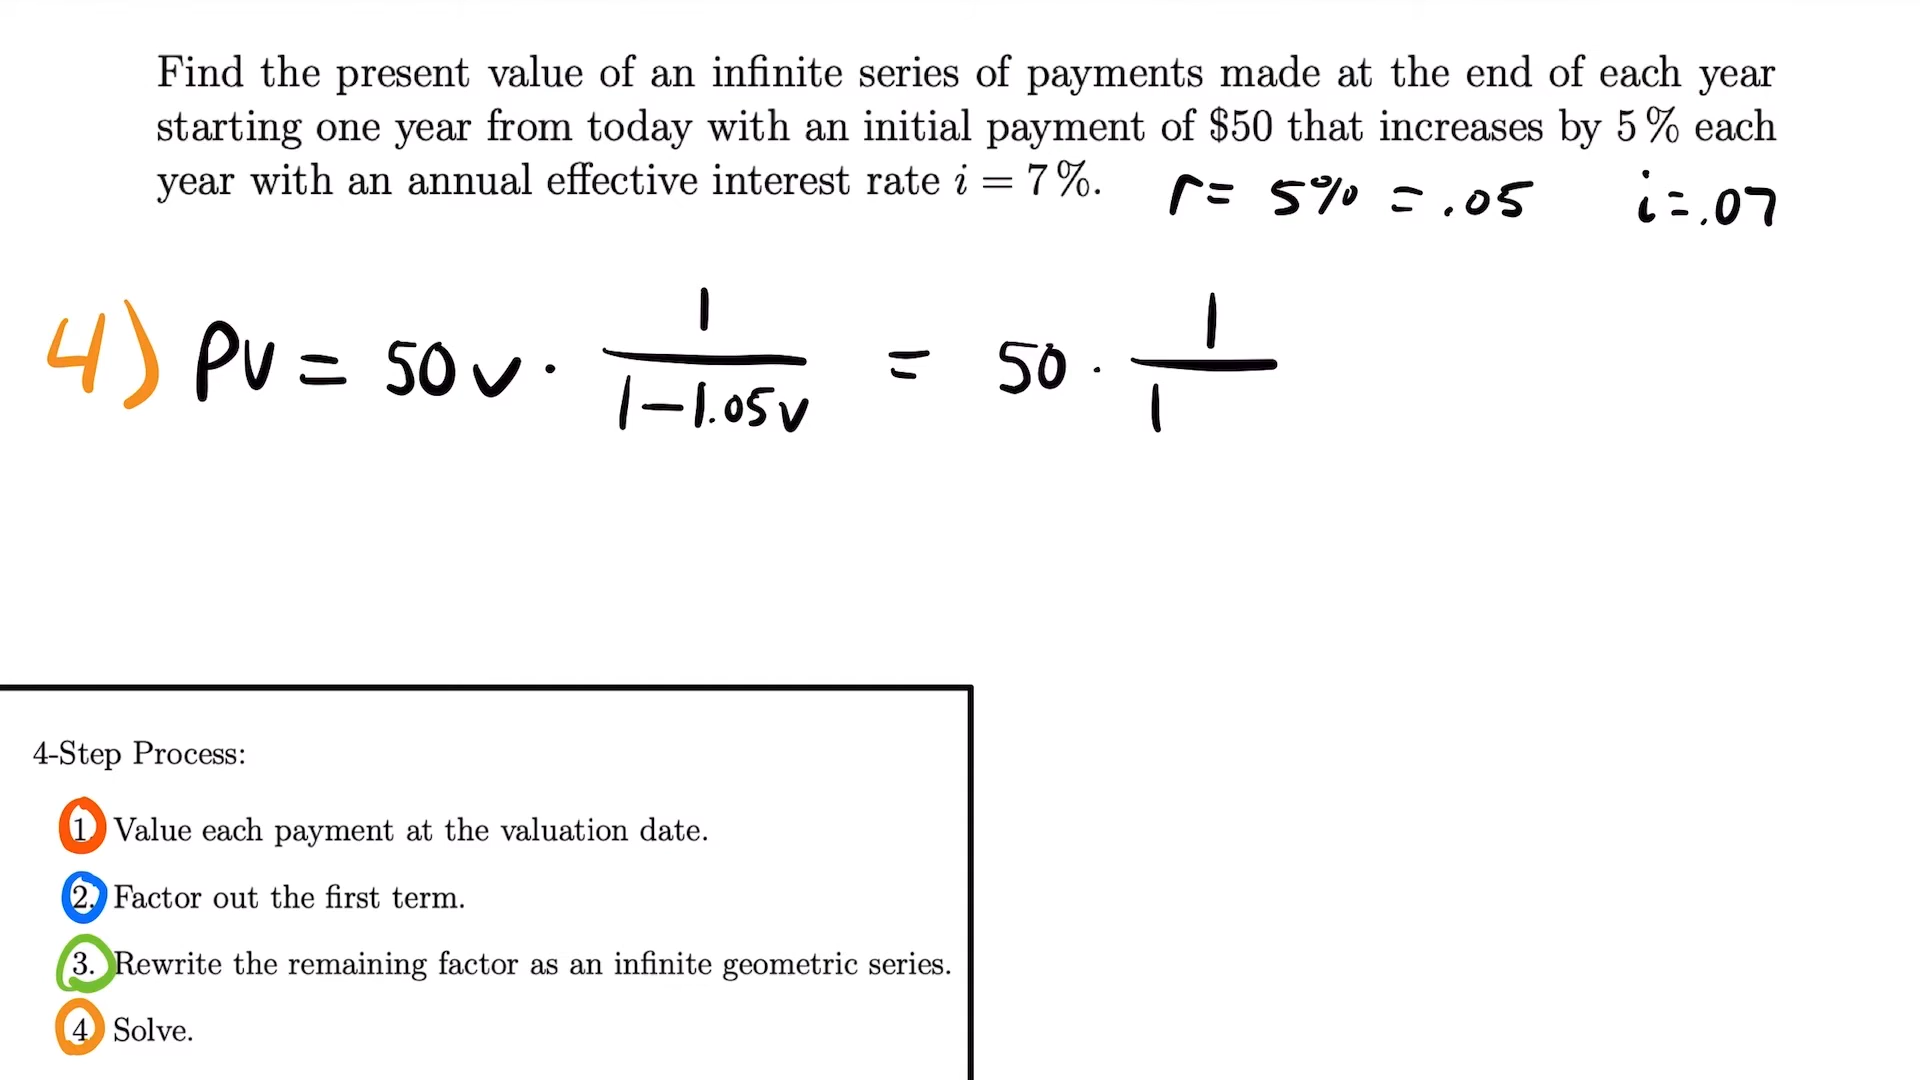 Find the present value of an infinite series of payments made at the end of each year
starting one year from today with an initial payment of $50 that increases by 5 % each
year with an annual effective interest rate i = 7 %. r = 5% = .05 i = .07
4) PV = 50v · 1/(1-1.05v) = 50 · 1/1
4-Step Process:
1. Value each payment at the valuation date.
2. Factor out the first term.
3. Rewrite the remaining factor as an infinite geometric series.
4 Solve.